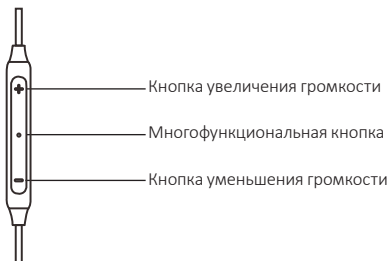 Кнопка увеличения громкости
Многофункциональная кнопка
Кнопка уменьшения громкости